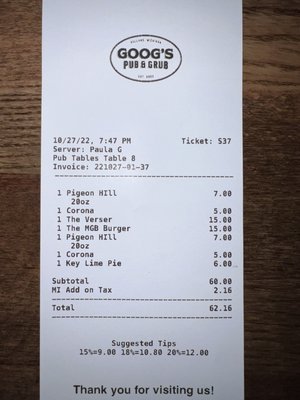 HOLLAND, MICHIGAN
GOOG'S
PUB & GRUB
10/27/22, 7:47 PM Ticket: S37
Server: Paula G
Pub Tables Table 8
Invoice: 221027-01-37
1 Pigeon HIll 7.00
20oz
1 Corona 5.00
1 The Verser 15.00
1 The MGB Burger 15.00
1 Pigeon HIll 7.00
20oz
1 Corona 5.00
1 Key Lime Pie 6.00
Subtotal 60.00
MI Add on Tax 2.16
Total 62.16
Suggested Tips
15%=9.00 18%=10.80 20%=12.00
Thank you for visiting us!